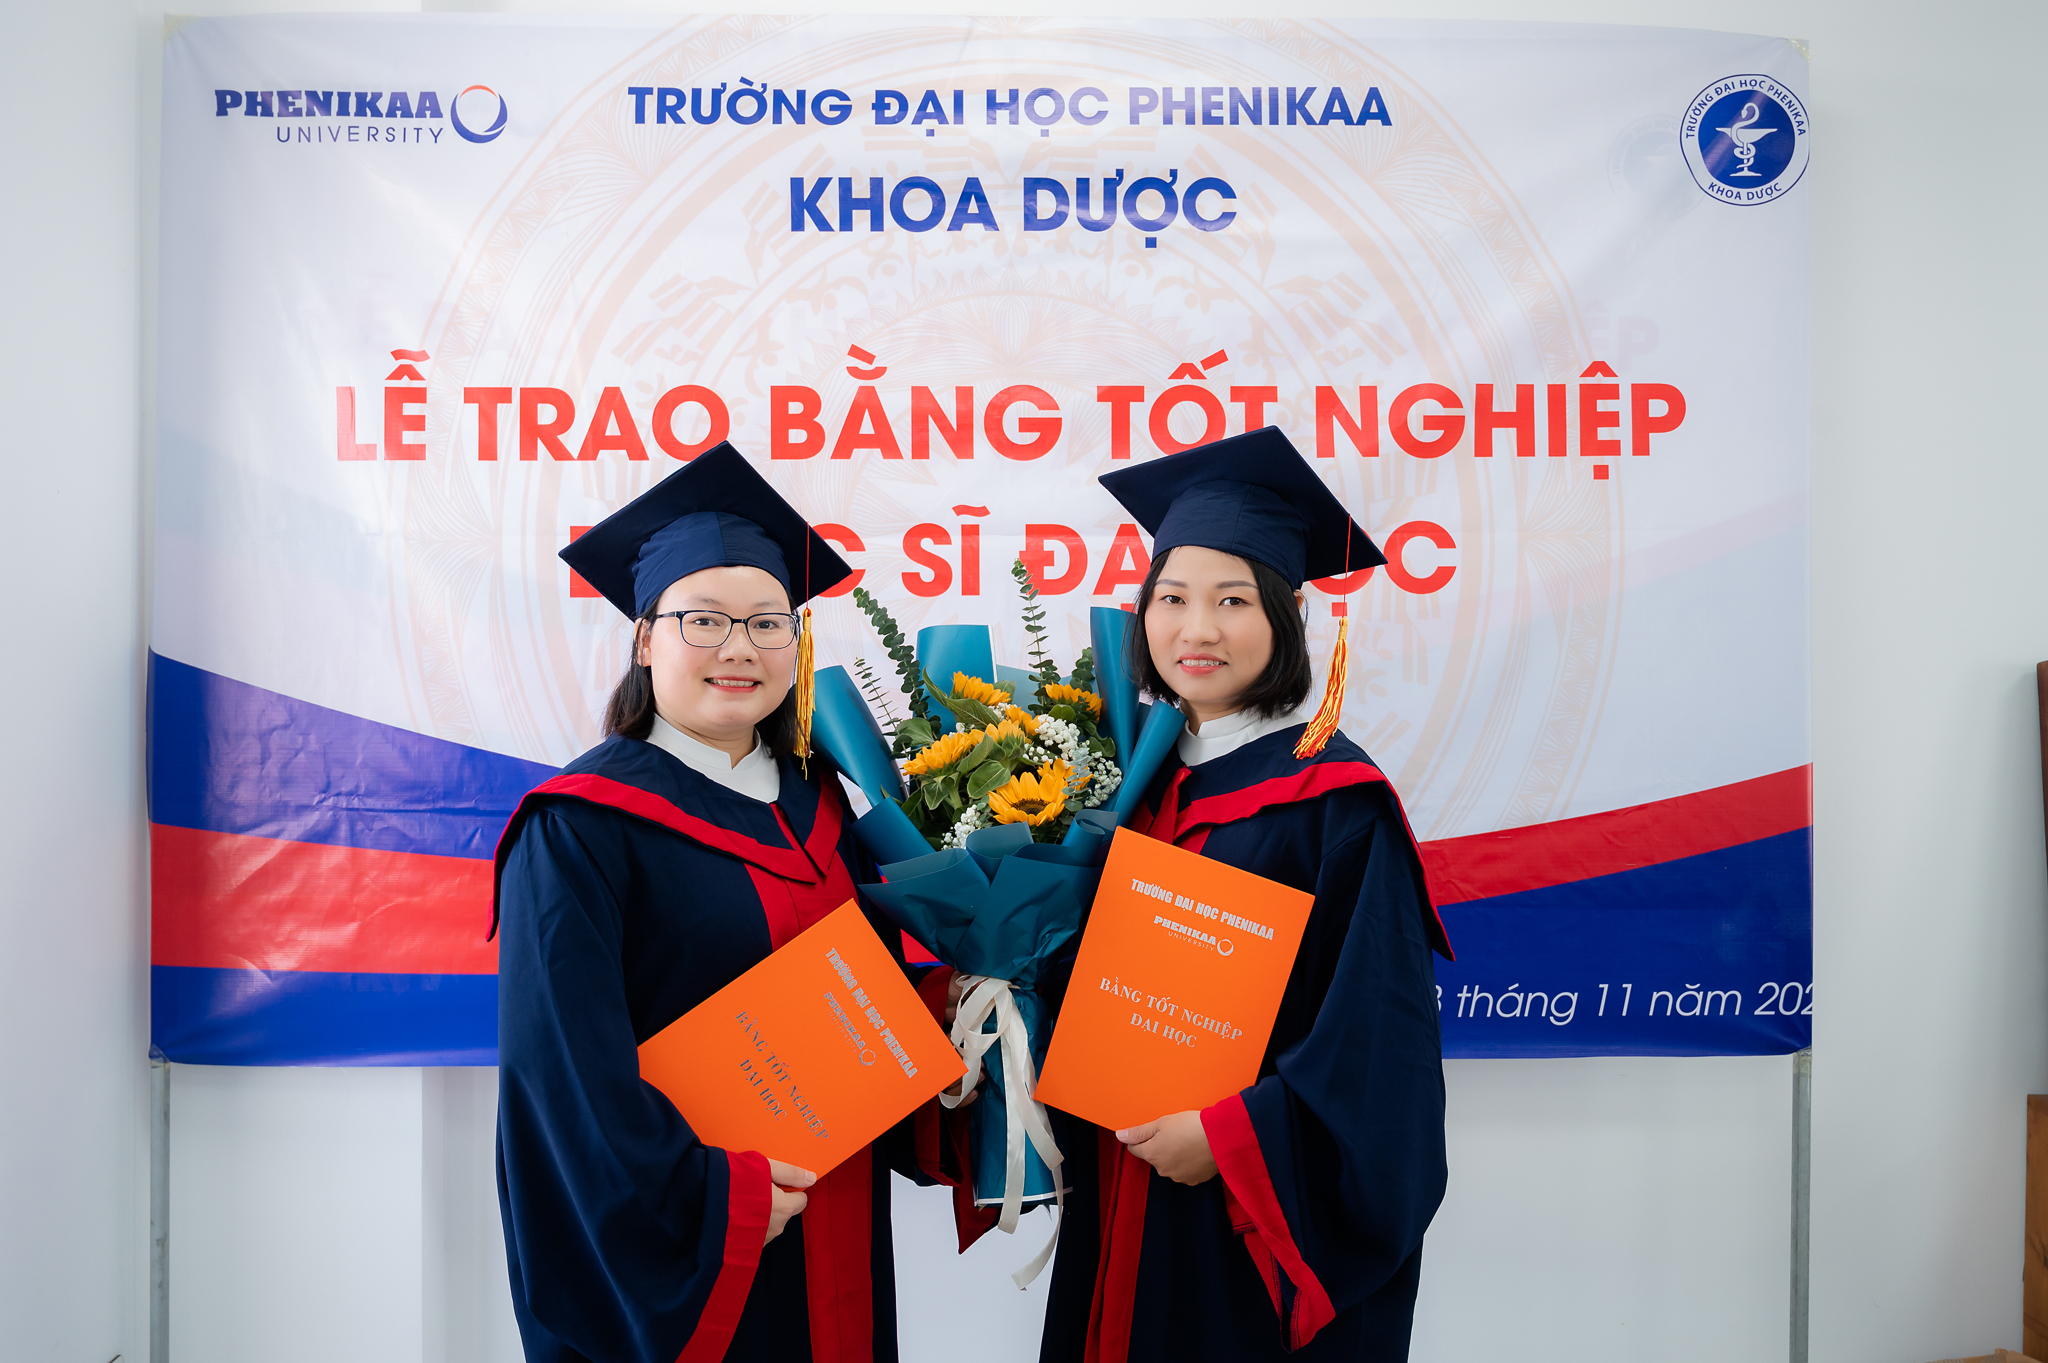 PHENIKAA
UNIVERSITY
TRƯỜNG ĐẠI HỌC PHENIKAA
KHOA DƯỢC
TRƯỜNG ĐẠI HỌC PHENIKAA
KHOA DƯỢC
LỄ TRAO BẰNG TỐT NGHIỆP
SĨ
tháng 11 năm
TRƯỜNG ĐẠI HỌC PHENIKAA
PHENIKAA
UNIVERSITY
BẰNG TỐT NGHIỆP
ĐẠI HỌC
TRƯỜNG ĐẠI HỌC PHENIKAA
PHENIKAA
UNIVERSITY
BẰNG TỐT NGHIỆP
ĐẠI HỌC